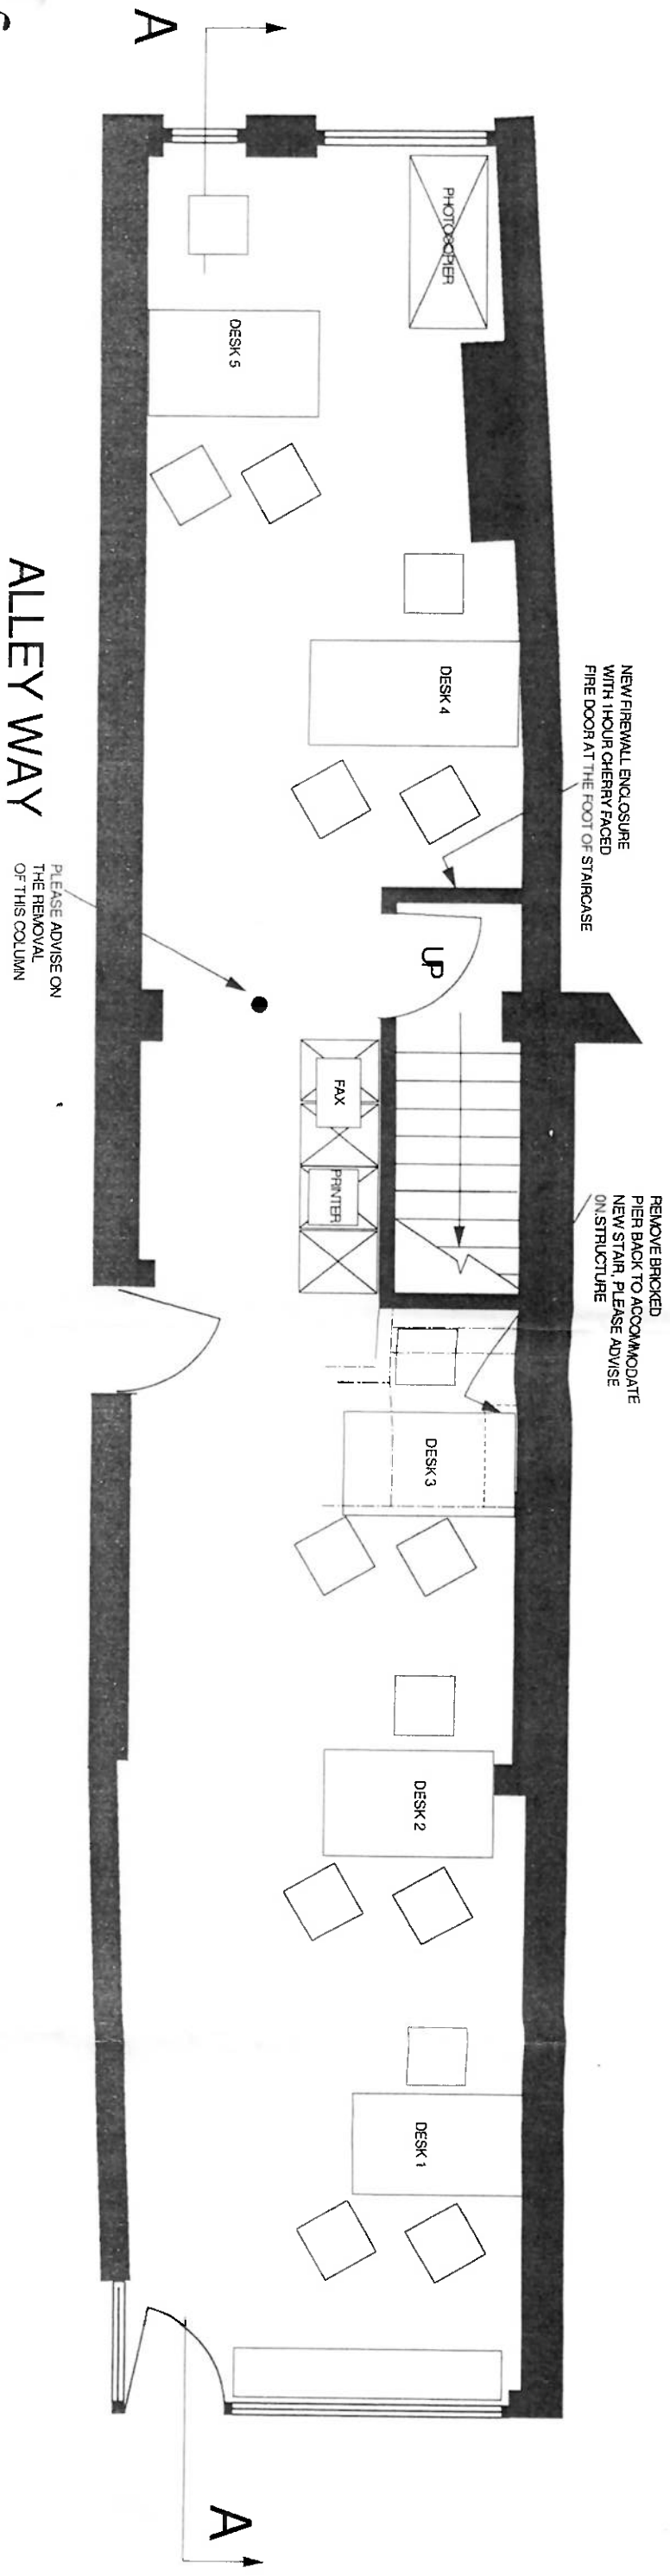 A
PHOTOCOPIER
DESK 5
DESK 4
NEW FIREWALL ENCLOSURE
WITH 1HOUR CHERRY FACED
FIRE DOOR AT THE FOOT OF STAIRCASE
ALLEY WAY
PLEASE ADVISE ON
THE REMOVAL
OF THIS COLUMN
UP
FAX
PRINTER
REMOVE BRICKED
PIER BACK TO ACCOMMODATE
NEW STAIR, PLEASE ADVISE
ON.STRUCTURE
DESK 3
DESK 2
DESK 1
A